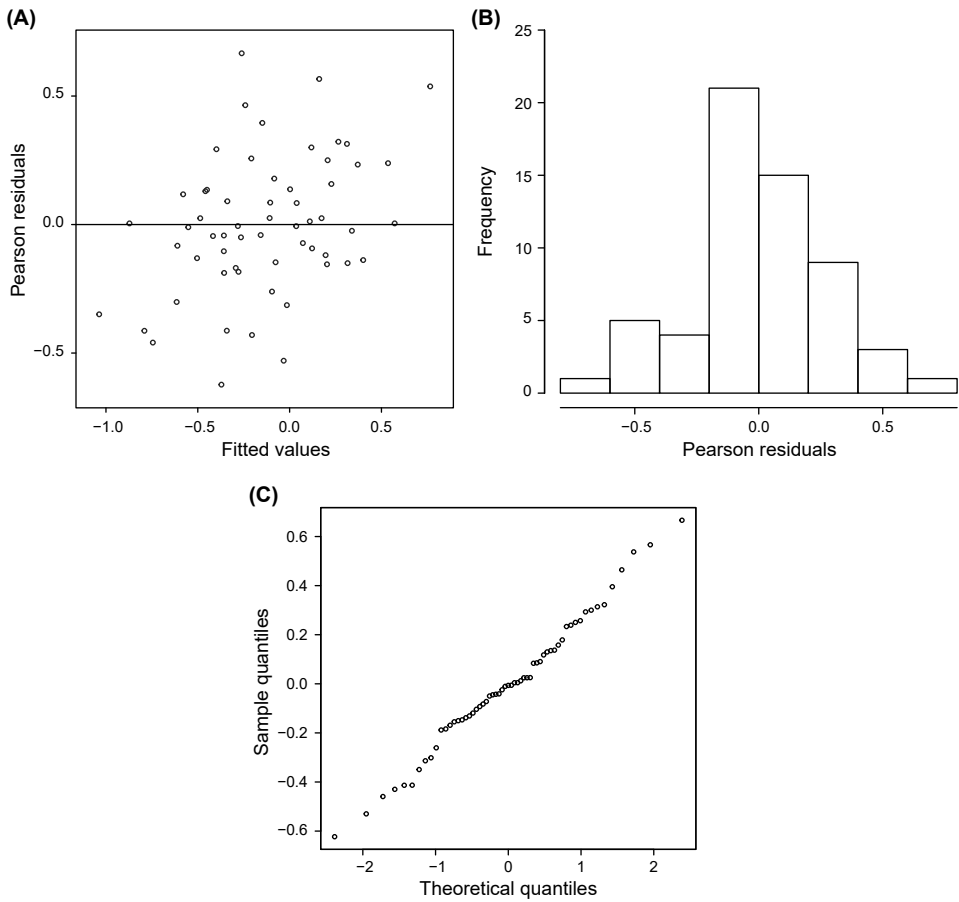 (A)
Pearson residuals
0.5
0.0
−0.5
−1.0 −0.5 0.0 0.5
Fitted values
(B)
Frequency
25
20
15
10
5
0
−0.5 0.0 0.5
Pearson residuals
(C)
Sample quantiles
0.6
0.4
0.2
0.0
−0.2
−0.4
−0.6
−2 −1 0 1 2
Theoretical quantiles